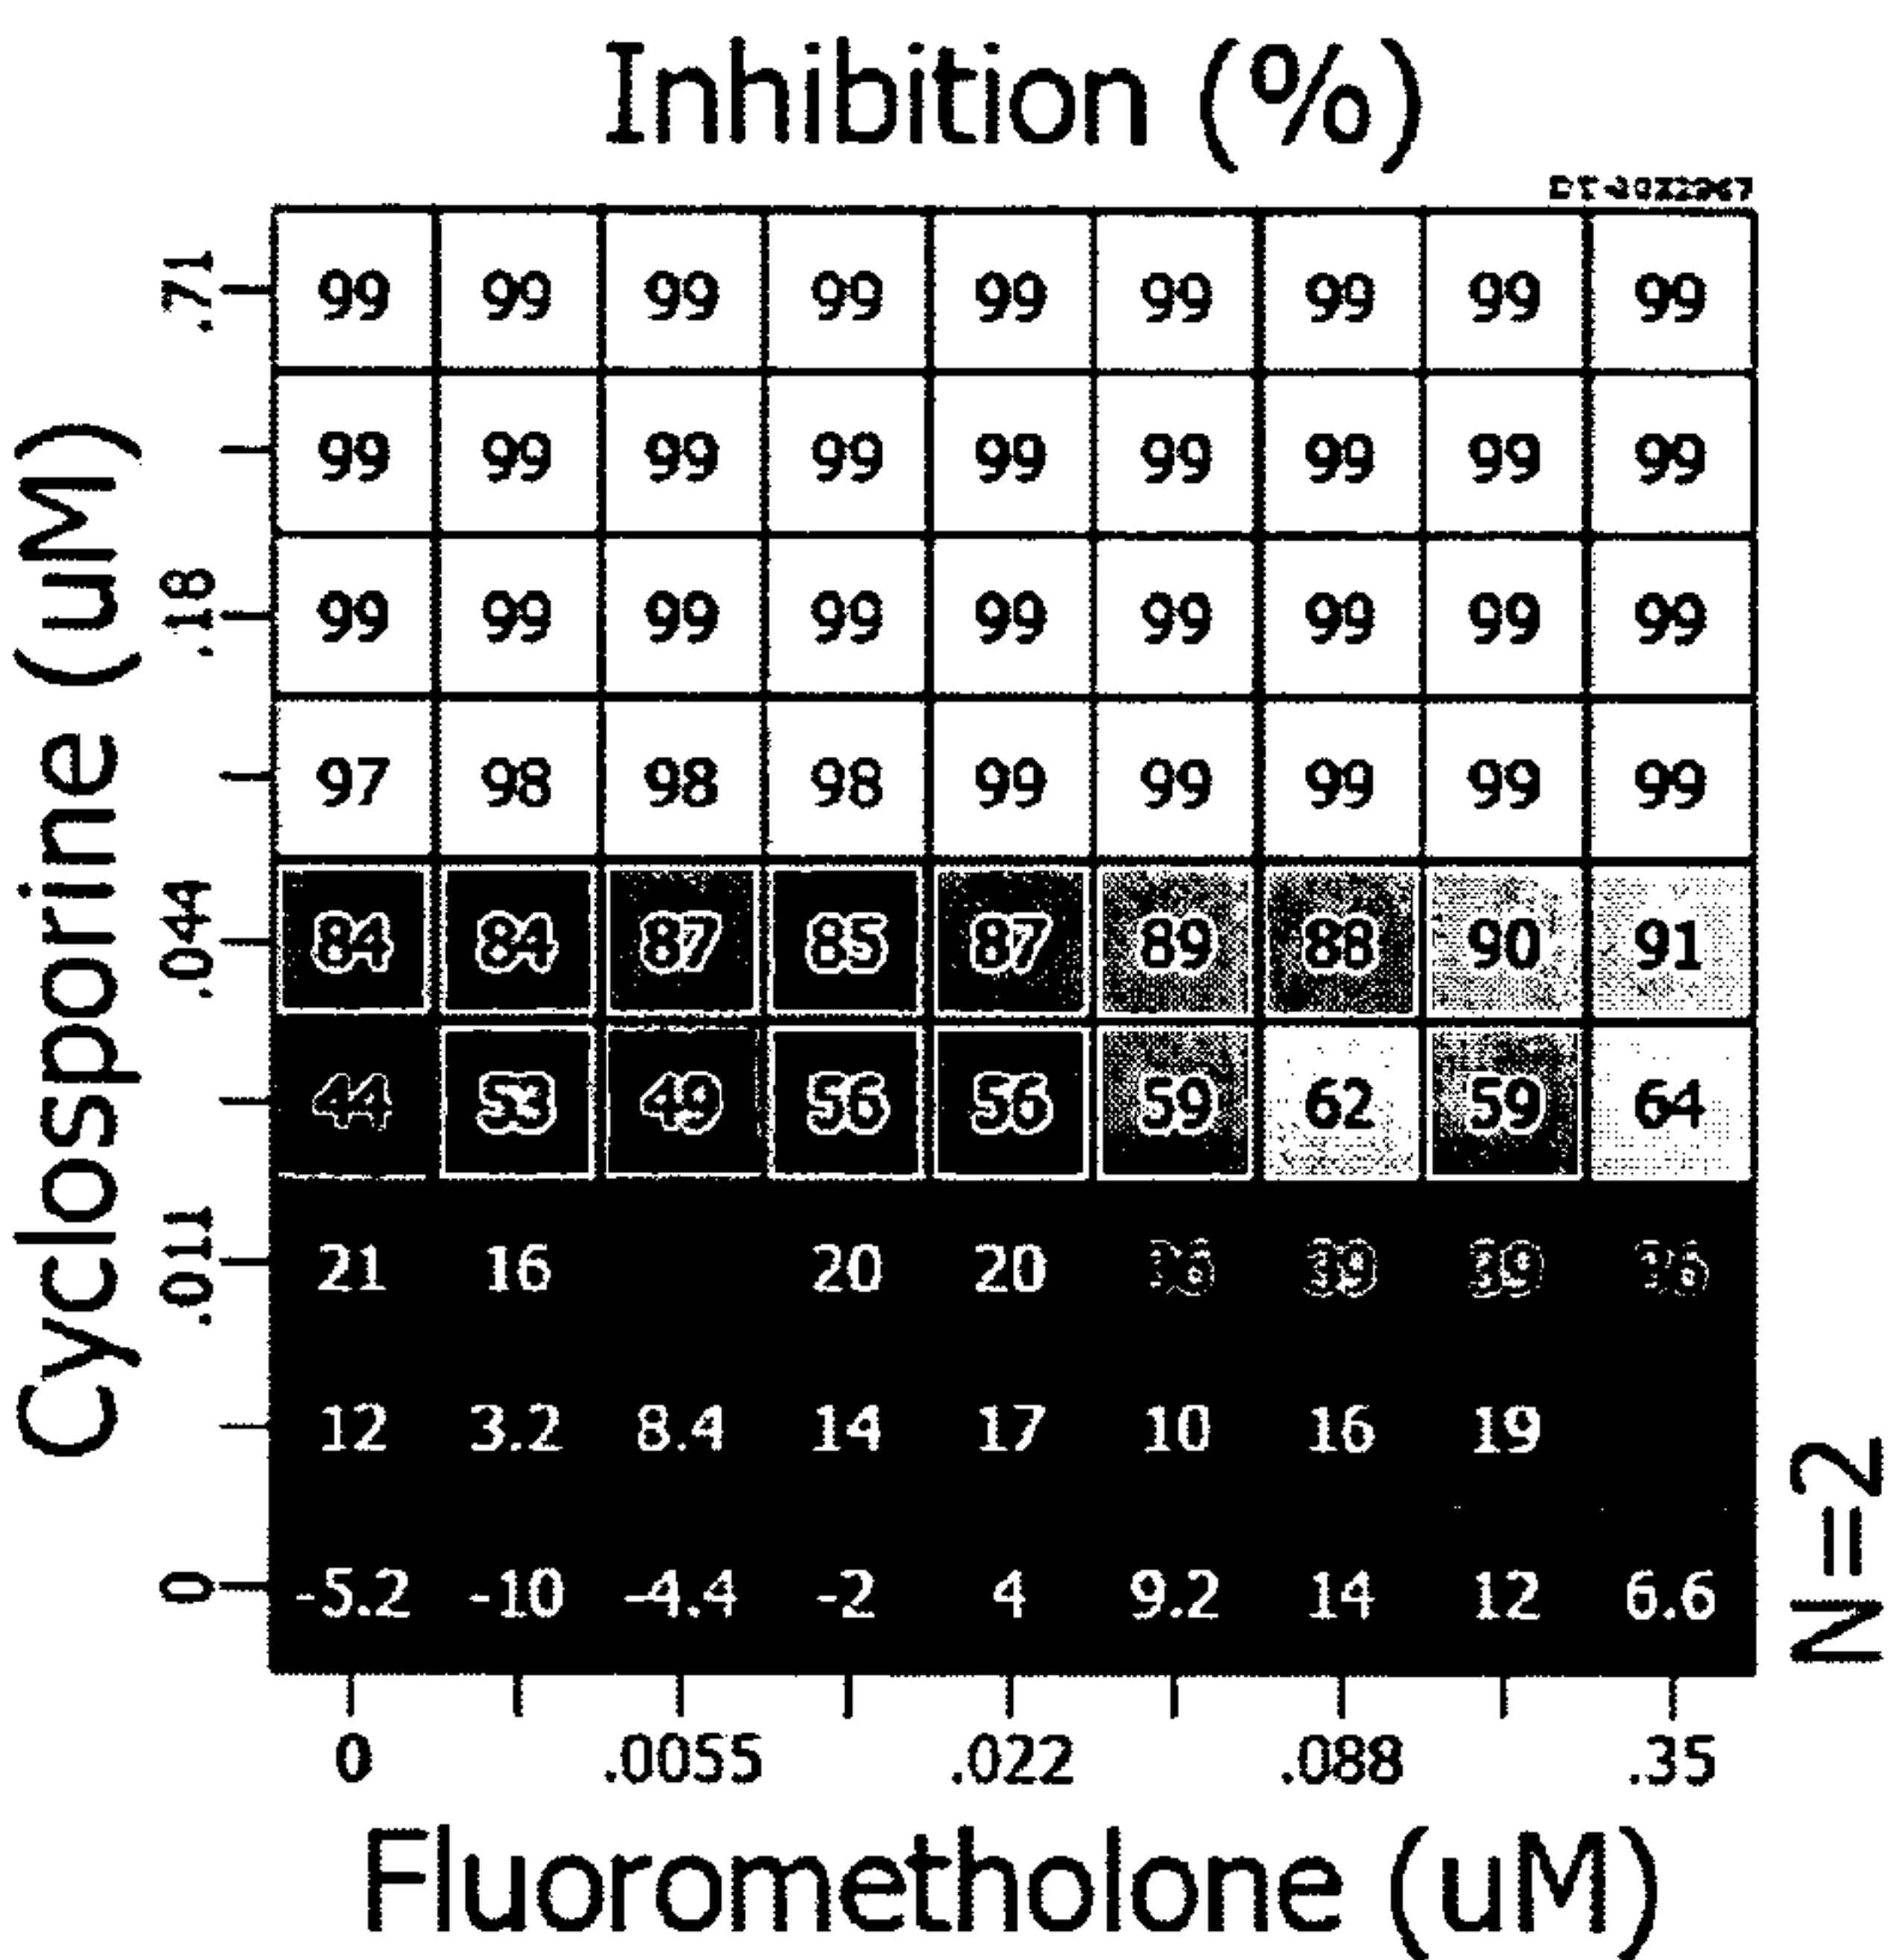 Inhibition (%)
Cyclosporine (uM)
.71 99 99 99 99 99 99 99 99 99
99 99 99 99 99 99 99 99 99
.18 99 99 99 99 99 99 99 99 99
97 98 98 98 99 99 99 99 99
.044 84 84 87 85 87 89 88 90 91
44 53 49 56 56 59 62 59 64
.011 21 16 20 20 39 39
12 3.2 8.4 14 17 10 16 19
0 -5.2 -10 -4.4 -2 4 9.2 14 12 6.6
0 .0055 .022 .088 .35
Fluorometholone (uM)
N=2